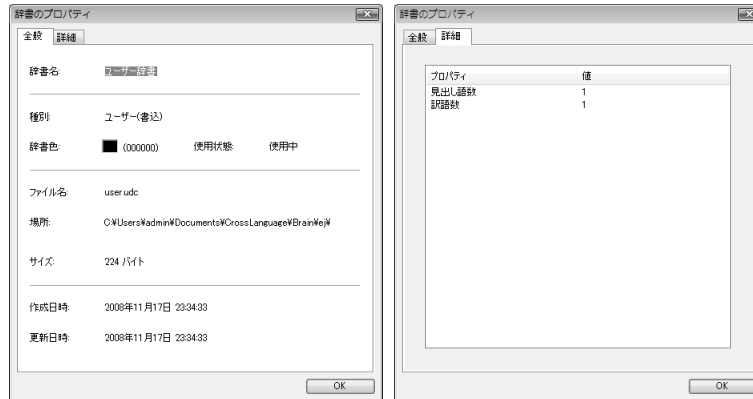 辞書のプロパティ
全般 詳細
辞書名: ユーザー辞書
種別: ユーザー(書込)
辞書色: (000000) 使用状態: 使用中
ファイル名: user.udc
場所: C:¥Users¥admin¥Documents¥CrossLanguage¥Brain¥ej¥
サイズ: 224 バイト
作成日時: 2008年11月17日 23:34:33
更新日時: 2008年11月17日 23:34:33
OK
辞書のプロパティ
全般 詳細
プロパティ 値
見出し語数 1
訳語数 1
OK